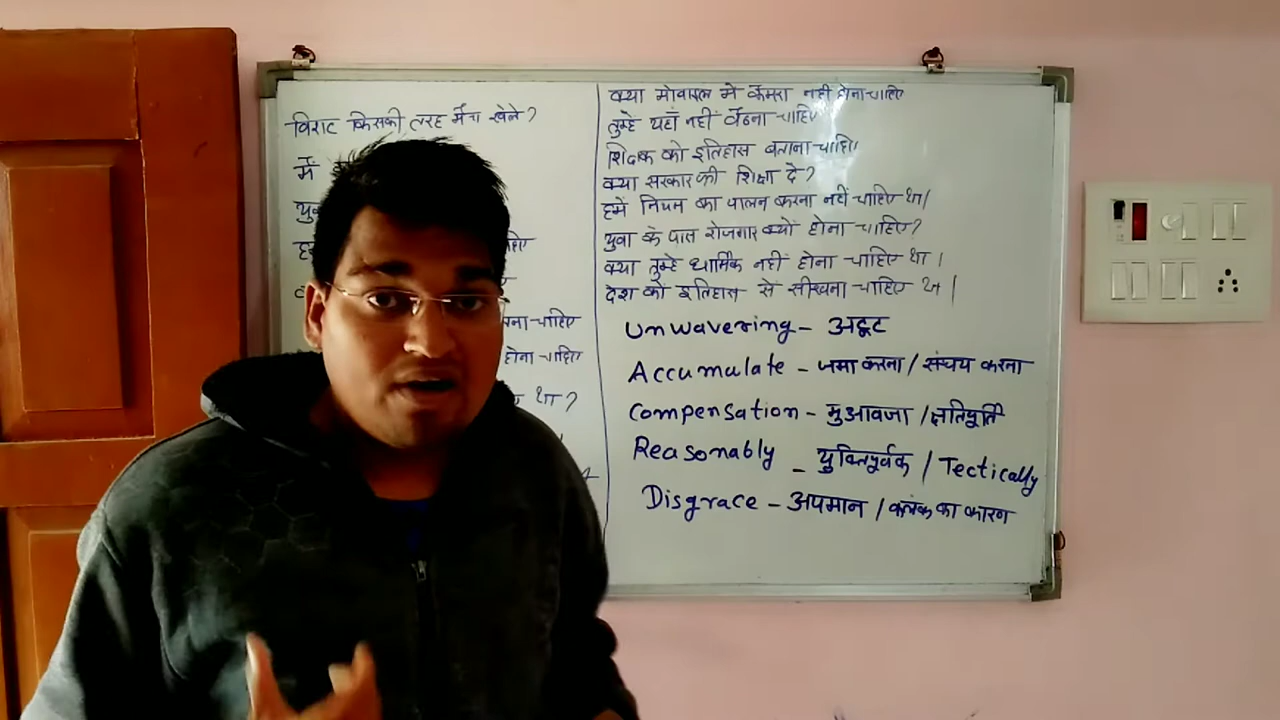 विराट किसकी तरह मैच खेले?
में
यु
ह
हिए
ना चाहिए
होना चाहिए
था?
क्या मोबाइल में कैमरा नहीं होना चाहिए
तुम्हे यहाँ नहीं बैठना चाहिए
शिक्षक को इतिहास बताना चाहिए
क्या सरकार फ्री शिक्षा दे?
हमें नियम का पालन करना नहीं चाहिए था|
युवा के पास रोजगार क्यों होना चाहिए?
क्या तुम्हे धार्मिक नहीं होना चाहिए था |
देश को इतिहास से सीखना चाहिए था |
Unwavering - अटूट
Accumulate - जमा करना / संचय करना
Compensation - मुआवजा / क्षतिपूर्ति
Reasonably - युक्तिपूर्वक / Tectically
Disgrace - अपमान / कलंक का कारण